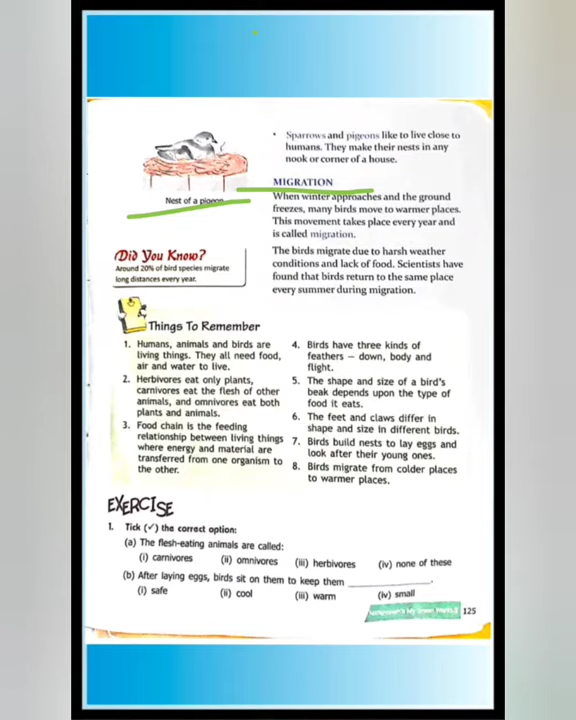 • Sparrows and pigeons like to live close to
humans. They make their nests in any
nook or corner of a house.
Nest of a pigeon
MIGRATION
When winter approaches and the ground
freezes, many birds move to warmer places.
This movement takes place every year and
is called migration.
Did You Know?
Around 20% of bird species migrate
long distances every year.
The birds migrate due to harsh weather
conditions and lack of food. Scientists have
found that birds return to the same place
every summer during migration.
Things To Remember
1. Humans, animals and birds are
living things. They all need food,
air and water to live.
2. Herbivores eat only plants,
carnivores eat the flesh of other
animals, and omnivores eat both
plants and animals.
3. Food chain is the feeding
relationship between living things
where energy and material are
transferred from one organism to
the other.
4. Birds have three kinds of
feathers – down, body and
flight.
5. The shape and size of a bird's
beak depends upon the type of
food it eats.
6. The feet and claws differ in
shape and size in different birds.
7. Birds build nests to lay eggs and
look after their young ones.
8. Birds migrate from colder places
to warmer places.
EXERCISE
1. Tick (✓) the correct option:
(a) The flesh-eating animals are called:
(i) carnivores (ii) omnivores (iii) herbivores (iv) none of these
(b) After laying eggs, birds sit on them to keep them ____________.
(i) safe (ii) cool (iii) warm (iv) small
My Green World 125